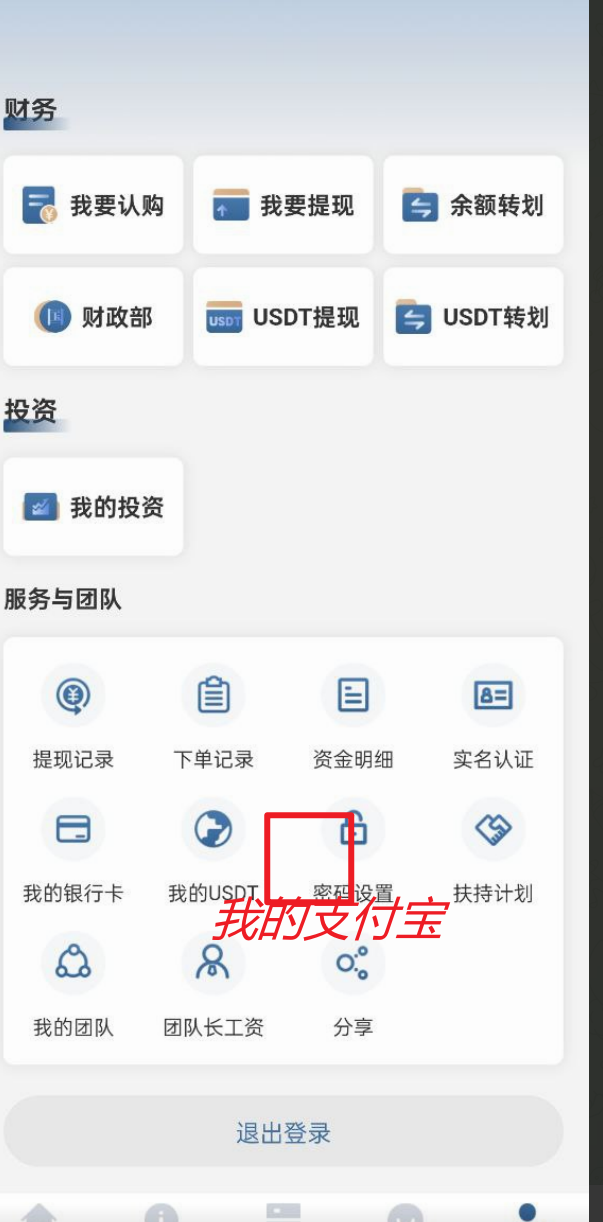 财务
我要认购
我要提现
余额转划
财政部
USDT
USDT提现
USDT转划
投资
我的投资
服务与团队
提现记录
下单记录
资金明细
实名认证
我的银行卡
我的USDT
密码设置
扶持计划
我的支付宝
我的团队
团队长工资
分享
退出登录